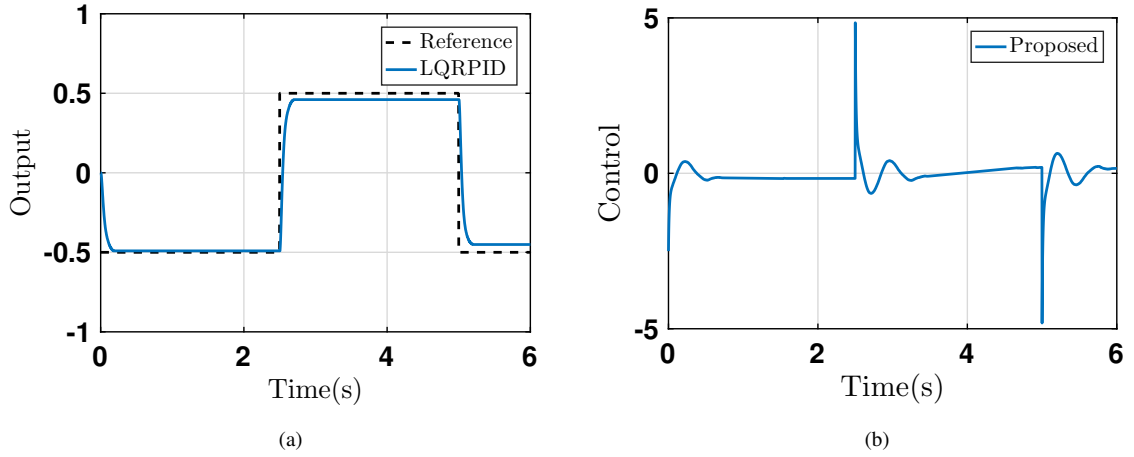 1
0.5
0
-0.5
-1
Output
Reference
LQRPID
0
2
4
6
Time(s)
(a)
5
0
-5
Control
Proposed
0
2
4
6
Time(s)
(b)